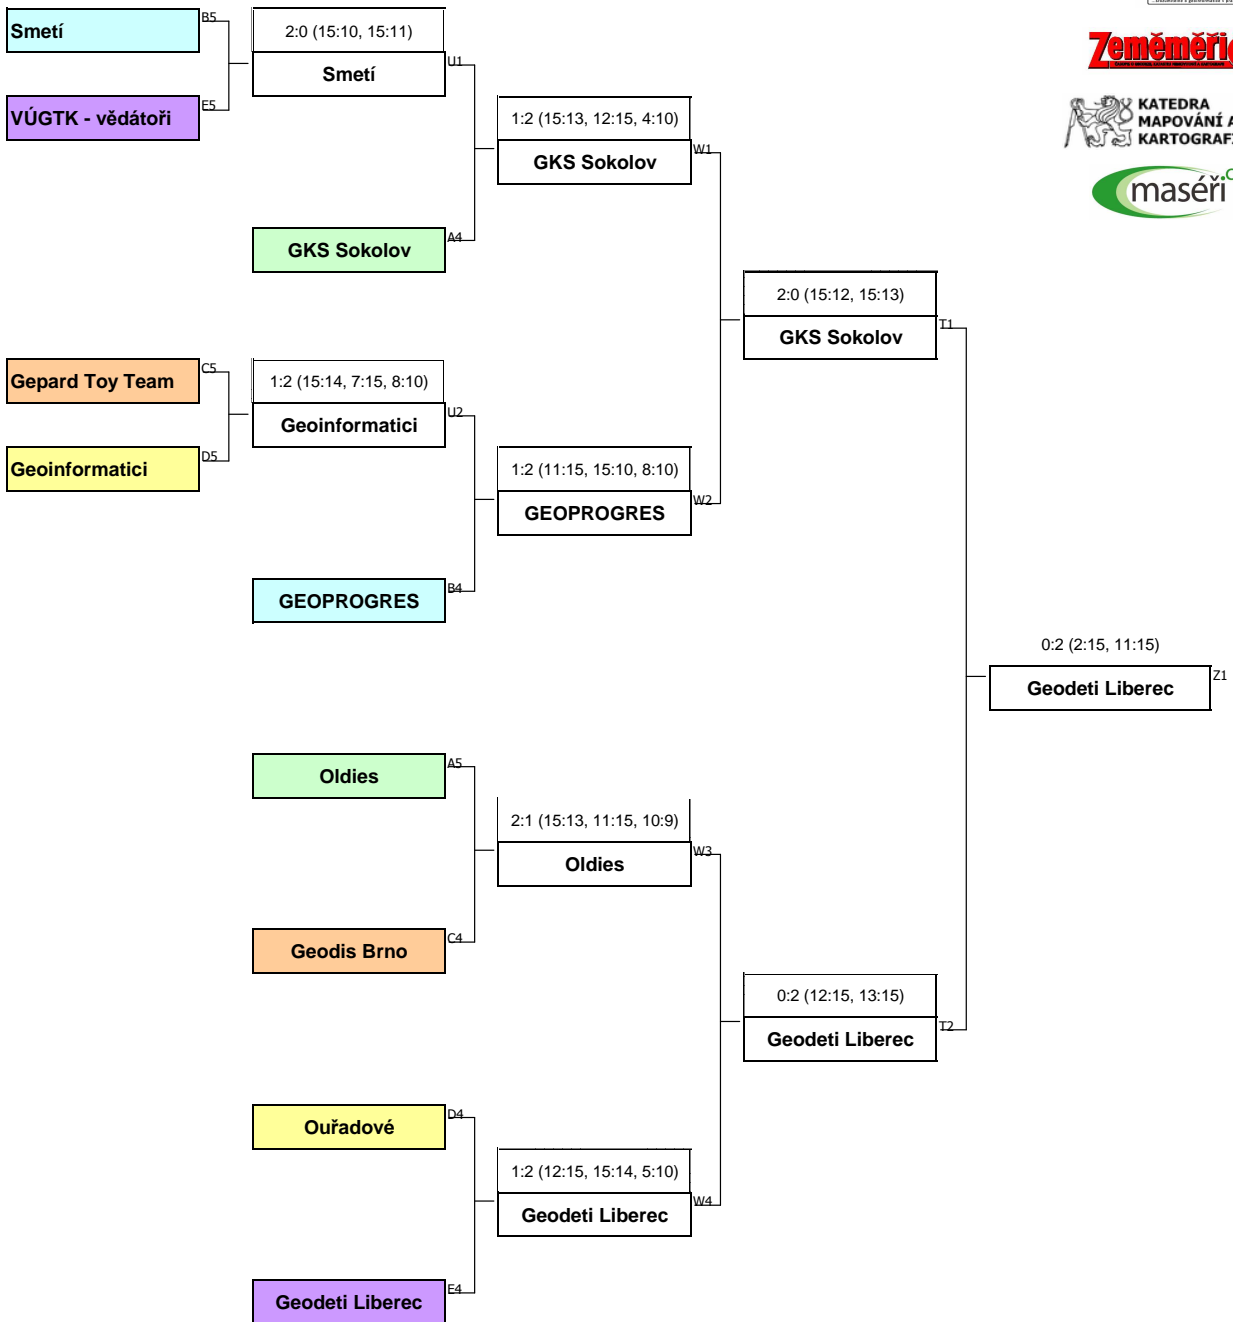 Smetí
B5
2:0 (15:10, 15:11)
Smetí
U1
VÚGTK - vědátoři
E5
1:2 (15:13, 12:15, 4:10)
GKS Sokolov
W1
GKS Sokolov
A4
2:0 (15:12, 15:13)
GKS Sokolov
T1
Gepard Toy Team
C5
1:2 (15:14, 7:15, 8:10)
Geoinformatici
U2
Geoinformatici
D5
1:2 (11:15, 15:10, 8:10)
GEOPROGRES
W2
GEOPROGRES
B4
0:2 (2:15, 11:15)
Geodeti Liberec
Z1
Oldies
A5
2:1 (15:13, 11:15, 10:9)
Oldies
W3
Geodis Brno
C4
0:2 (12:15, 13:15)
Geodeti Liberec
T2
Ouřadové
D4
1:2 (12:15, 15:14, 5:10)
Geodeti Liberec
W4
Geodeti Liberec
E4
Zeměměřič
KATEDRA
MAPOVÁNÍ A
KARTOGRAFI
maséři